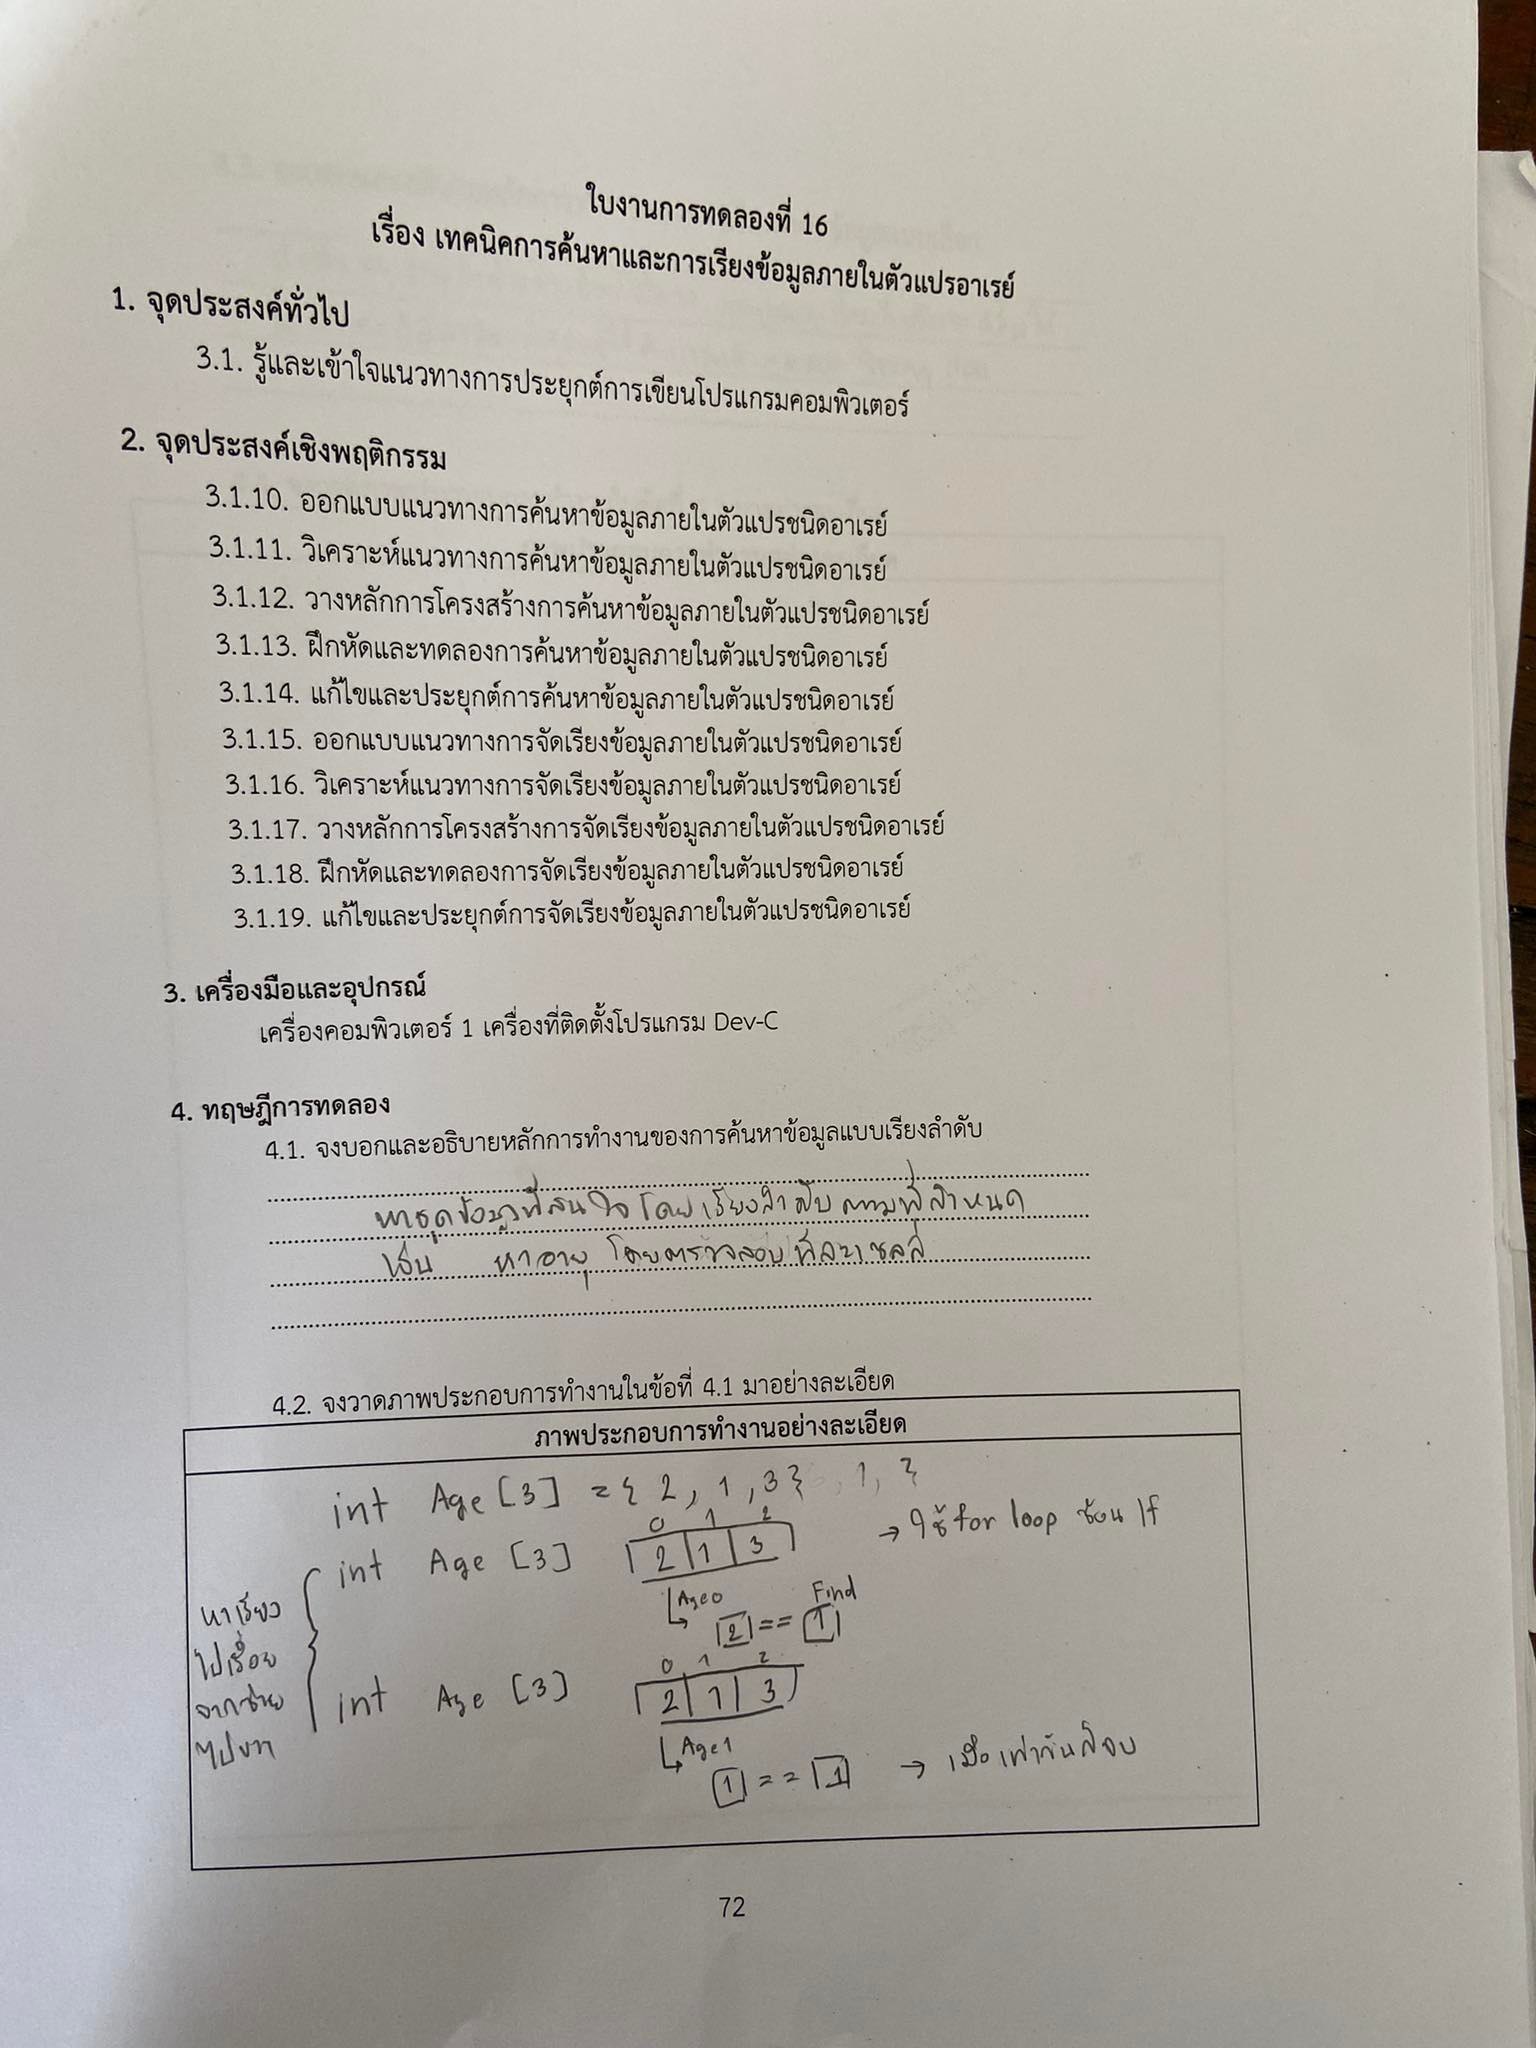 ใบงานการทดลองที่ 16
เรื่อง เทคนิคการค้นหาและการเรียงข้อมูลภายในตัวแปรอาเรย์
1. จุดประสงค์ทั่วไป
3.1. รู้และเข้าใจแนวทางการประยุกต์การเขียนโปรแกรมคอมพิวเตอร์
2. จุดประสงค์เชิงพฤติกรรม
3.1.10. ออกแบบแนวทางการค้นหาข้อมูลภายในตัวแปรชนิดอาเรย์
3.1.11. วิเคราะห์แนวทางการค้นหาข้อมูลภายในตัวแปรชนิดอาเรย์
3.1.12. วางหลักการโครงสร้างการค้นหาข้อมูลภายในตัวแปรชนิดอาเรย์
3.1.13. ฝึกหัดและทดลองการค้นหาข้อมูลภายในตัวแปรชนิดอาเรย์
3.1.14. แก้ไขและประยุกต์การค้นหาข้อมูลภายในตัวแปรชนิดอาเรย์
3.1.15. ออกแบบแนวทางการจัดเรียงข้อมูลภายในตัวแปรชนิดอาเรย์
3.1.16. วิเคราะห์แนวทางการจัดเรียงข้อมูลภายในตัวแปรชนิดอาเรย์
3.1.17. วางหลักการโครงสร้างการจัดเรียงข้อมูลภายในตัวแปรชนิดอาเรย์
3.1.18. ฝึกหัดและทดลองการจัดเรียงข้อมูลภายในตัวแปรชนิดอาเรย์
3.1.19. แก้ไขและประยุกต์การจัดเรียงข้อมูลภายในตัวแปรชนิดอาเรย์
3. เครื่องมือและอุปกรณ์
เครื่องคอมพิวเตอร์ 1 เครื่องที่ติดตั้งโปรแกรม Dev-C
4. ทฤษฎีการทดลอง
4.1. จงบอกและอธิบายหลักการทำงานของการค้นหาข้อมูลแบบเรียงลำดับ
หาชุดข้อมูลที่สนใจ โดยเรียงลำดับ ตามที่กำหนด
เช่น หาอายุ โดยตรวจสอบทีละเซลล์
4.2. จงวาดภาพประกอบการทำงานในข้อที่ 4.1 มาอย่างละเอียด
ภาพประกอบการทำงานอย่างละเอียด
int Age [3] = { 2 , 1 , 3 }
0 1 2
int Age [3] 2 1 3 → ใช้ for loop ซ้อน If
Age0 Find
2 == 1
หาเรียง
ไปเรื่อย
จากซ้าย
ไปขวา
0 1 2
int Age [3] 2 1 3
Age1
1 == 1 → เมื่อเท่ากันก็จบ
72